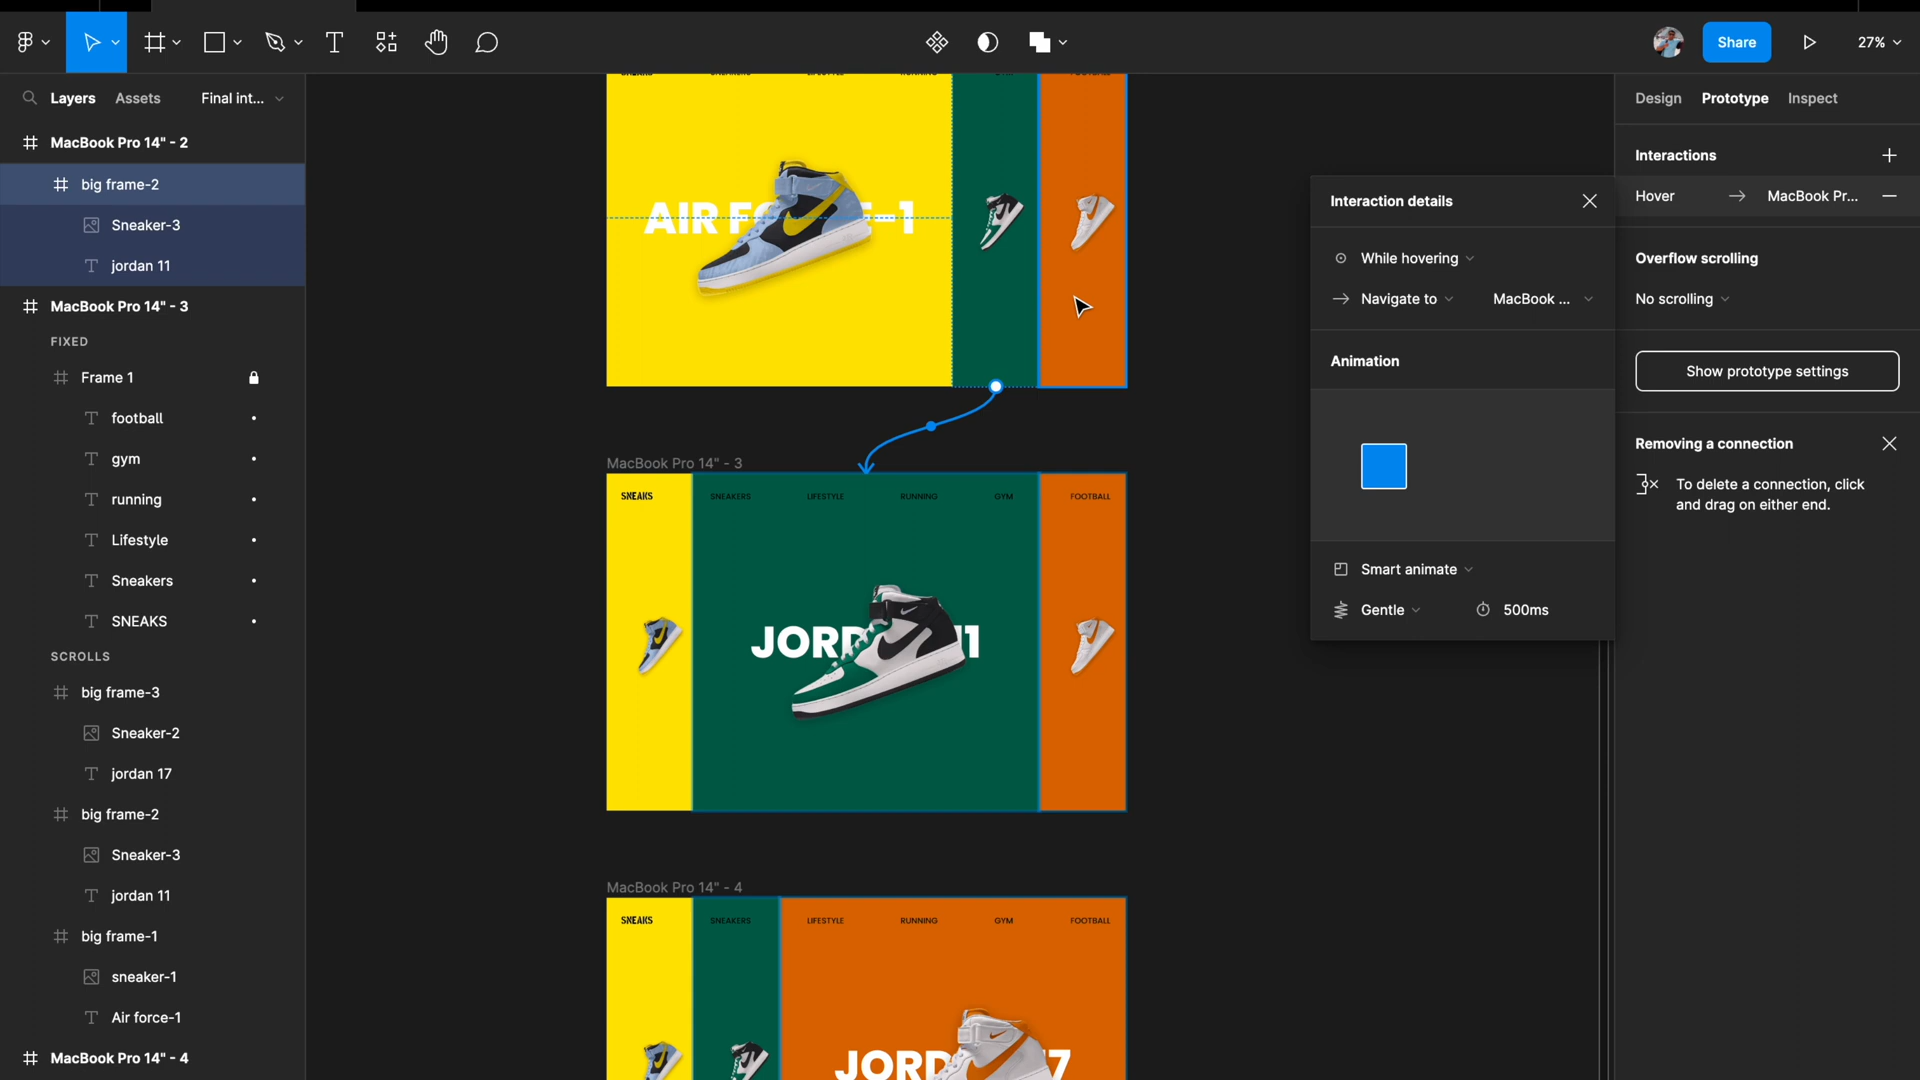 Share
27%
Layers
Assets
Final int...
Design
Prototype
Inspect
MacBook Pro 14" - 2
big frame-2
Sneaker-3
jordan 11
MacBook Pro 14" - 3
FIXED
Frame 1
football
gym
running
Lifestyle
Sneakers
SNEAKS
SCROLLS
big frame-3
Sneaker-2
jordan 17
big frame-2
Sneaker-3
jordan 11
big frame-1
sneaker-1
Air force-1
MacBook Pro 14" - 4
MacBook Pro 14" - 3
SNEAKS
SNEAKERS
LIFESTYLE
RUNNING
GYM
FOOTBALL
MacBook Pro 14" - 4
SNEAKS
SNEAKERS
LIFESTYLE
RUNNING
GYM
FOOTBALL
Interaction details
While hovering
Navigate to
MacBook ...
Animation
Smart animate
Gentle
500ms
Interactions
Hover
MacBook Pr...
Overflow scrolling
No scrolling
Show prototype settings
Removing a connection
To delete a connection, click
and drag on either end.